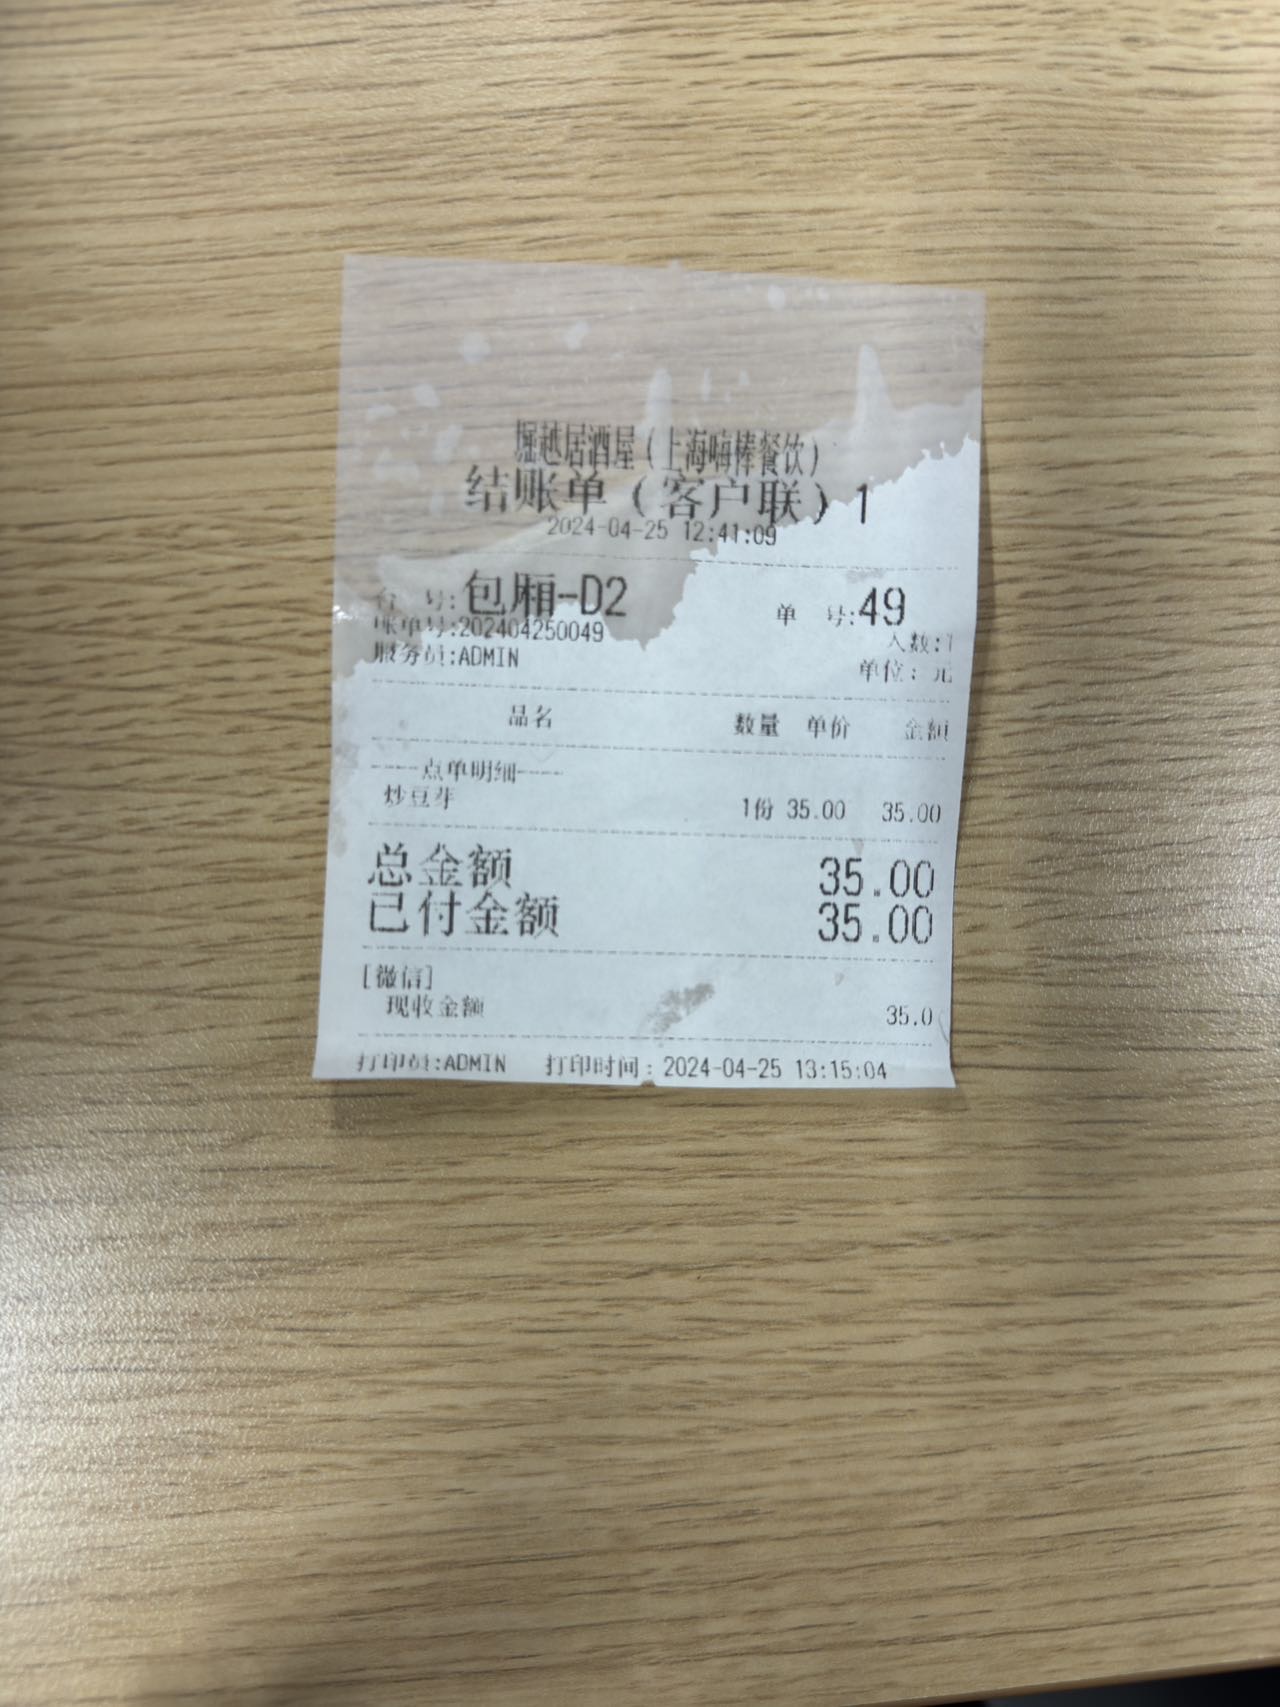 堀越居酒屋（上海嗨棒餐饮）
结账单（客户联）1
2024-04-25 12:41:09
台 号:包厢-D2 单 号:49
账单号:202404250049 人数:1
服务员:ADMIN 单位: 元
品名 数量 单价 金额
----点单明细----
炒豆芽 1份 35.00 35.00
总金额 35.00
已付金额 35.00
[微信]
现收金额 35.0
打印员:ADMIN 打印时间: 2024-04-25 13:15:04